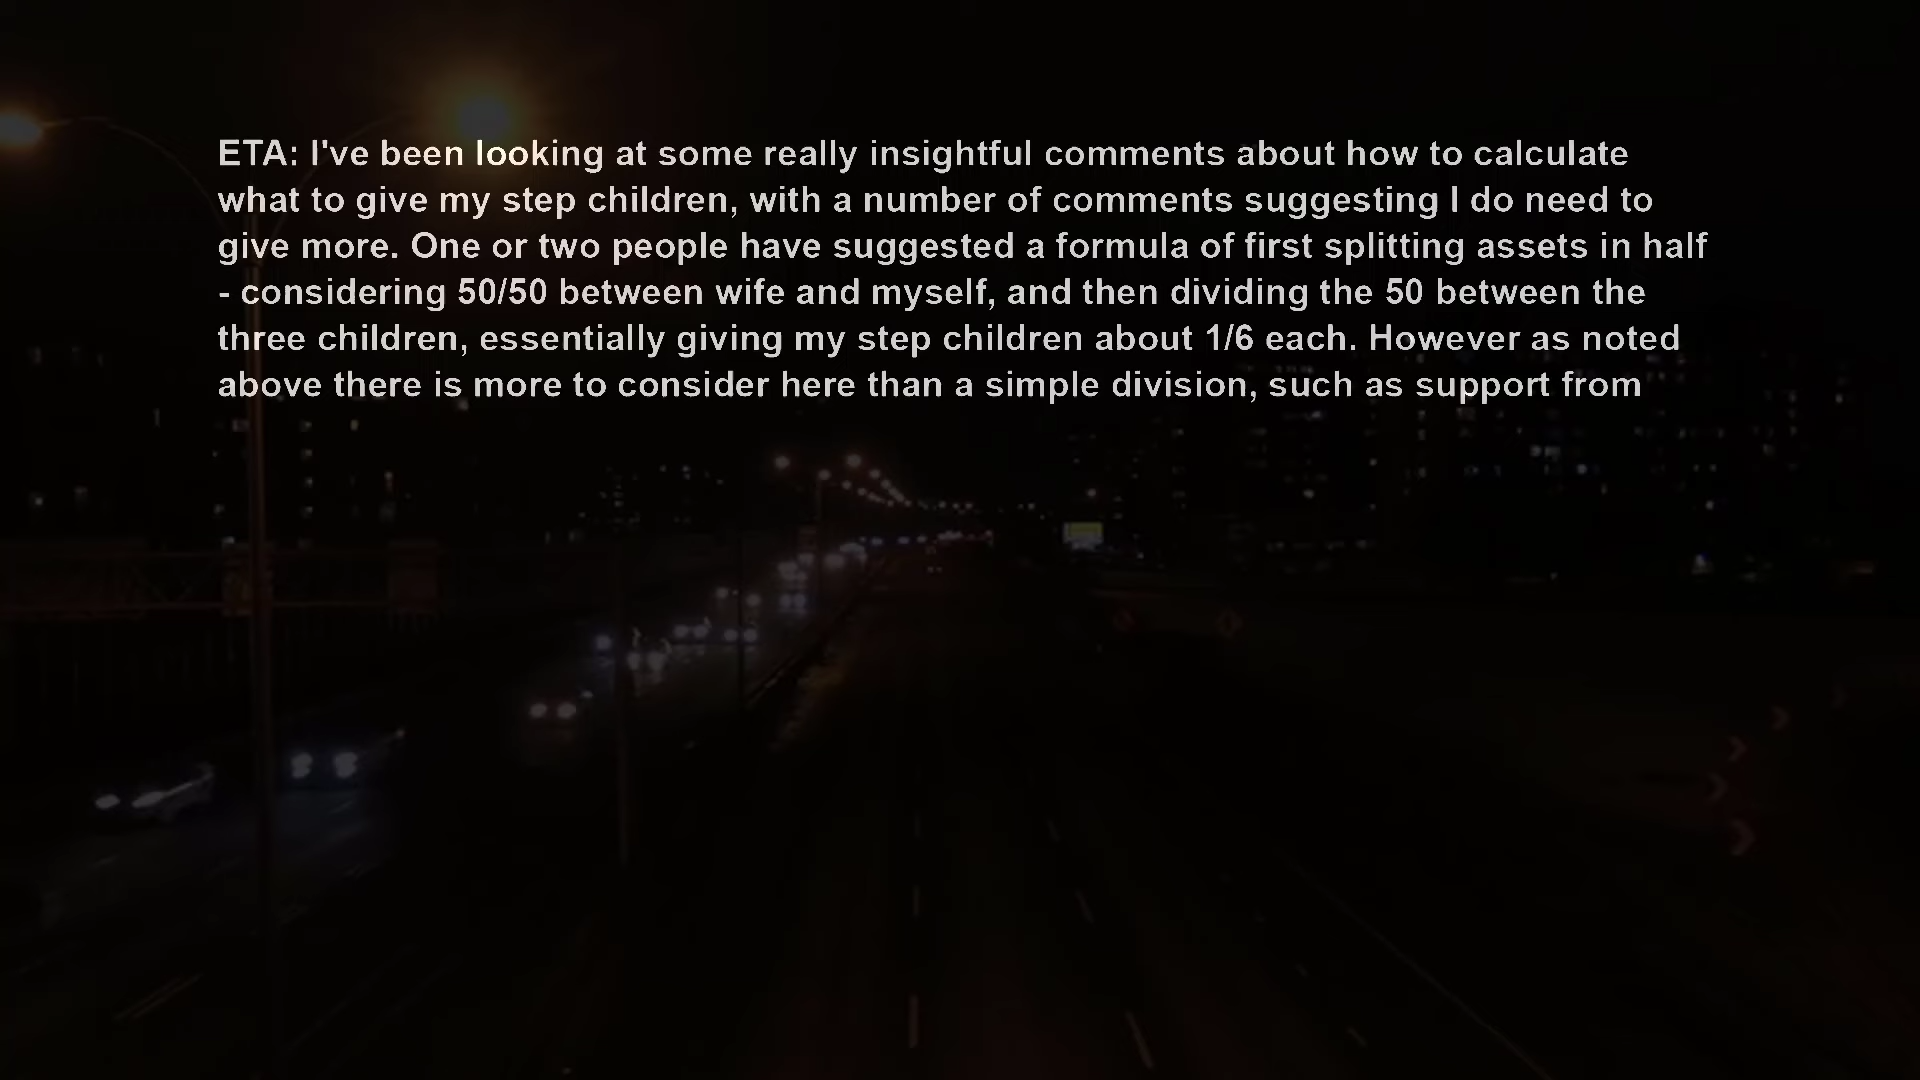 ETA: I've been looking at some really insightful comments about how to calculate
what to give my step children, with a number of comments suggesting I do need to
give more. One or two people have suggested a formula of first splitting assets in half
- considering 50/50 between wife and myself, and then dividing the 50 between the
three children, essentially giving my step children about 1/6 each. However as noted
above there is more to consider here than a simple division, such as support from